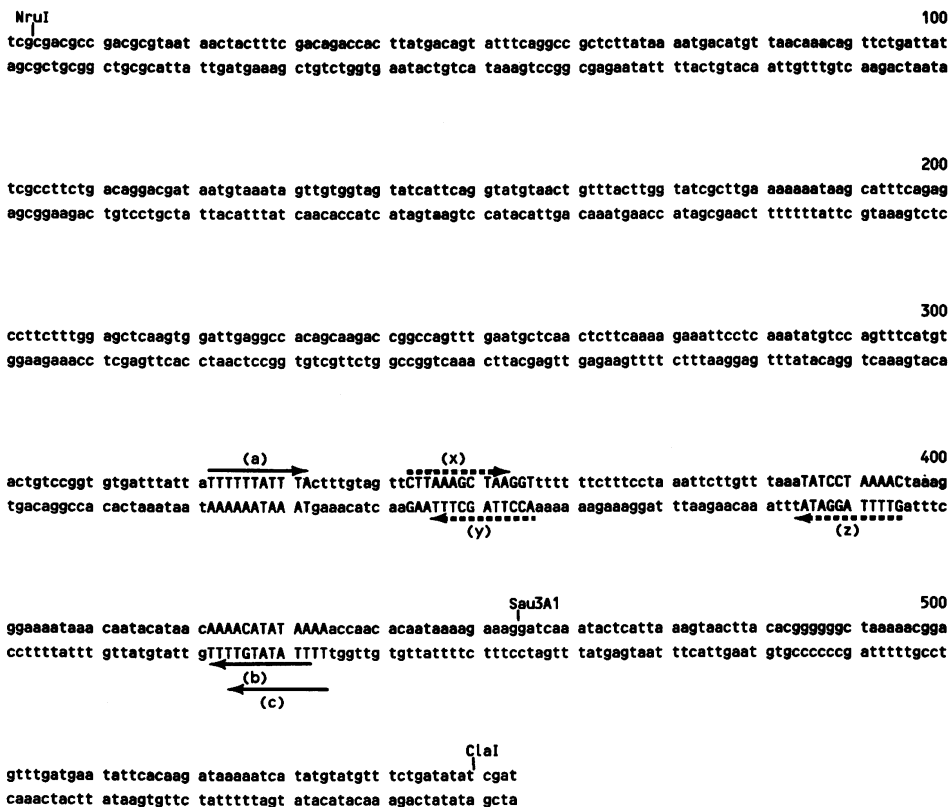 NruI 100
tcgcgacgcc gacgcgtaat aactactttc gacagaccac ttatgacagt atttcaggcc gctcttataa aatgacatgt taacaaacag ttctgattat
agcgctgcgg ctgcgcatta ttgatgaaag ctgtctggtg aatactgtca taaagtccgg cgagaatatt ttactgtaca attgtttgtc aagactaata
200
tcgccttctg acaggacgat aatgtaaata gttgtggtag tatcattcag gtatgtaact gtttacttgg tatcgcttga aaaaaataag catttcagag
agcggaagac tgtcctgcta ttacatttat caacaccatc atagtaagtc catacattga caaatgaacc atagcgaact ttttttattc gtaaagtctc
300
ccttctttgg agctcaagtg gattgaggcc acagcaagac cggccagttt gaatgctcaa ctcttcaaaa gaaattcctc aaatatgtcc agtttcatgt
ggaagaaacc tcgagttcac ctaactccgg tgtcgttctg gccggtcaaa cttacgagtt gagaagtttt ctttaaggag tttatacagg tcaaagtaca
(a) (x) 400
actgtccggt gtgatttatt aTTTTTTATT TActttgtag ttCTTAAAGC TAAGGTtttt ttctttccta aattcttgtt taaaTATCCT AAAACtaaag
tgacaggcca cactaaataa tAAAAAATAA ATgaaacatc aaGAATTTCG ATTCCAaaaa aagaaaggat ttaagaacaa atttATAGGA TTTTGatttc
(y) (z)
Sau3A1 500
ggaaaataaa caatacataac cAAAACATAT AAAAaccaac acaataaaag aaaggatcaa atactcattа aaagtaactta cacggggggc taaaaacgga
ccttttattt gttatgtattg gTTTTGTATA TTTTtggttg tgttattttc tttcctagtt tatgagtaat ttcattgaat gtgccccccg atttttgcct
(b)
(c)
ClaI
gtttgatgaa tattcacaag ataaaaatca tatgtatgtt tctgatatat cgat
caaactactt ataagtgttc tatttttagt atacatacaa agactatata gcta